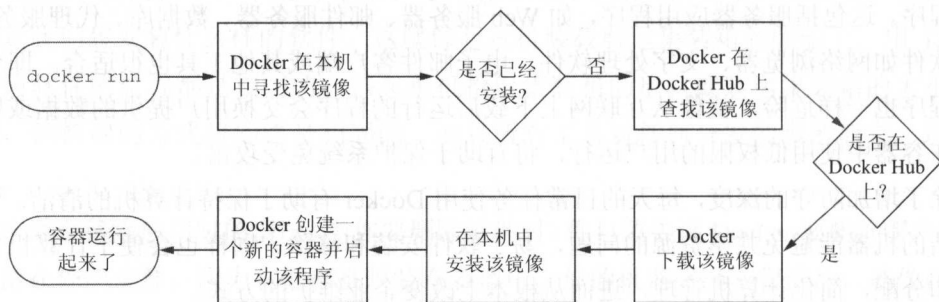 docker run
Docker 在本机
中寻找该镜像
是否已经
安装?
否
Docker 在
Docker Hub 上
查找该镜像
是否在
Docker Hub
上?
是
Docker
下载该镜像
在本机中
安装该镜像
Docker 创建一
个新的容器并启
动该程序
容器运行
起来了